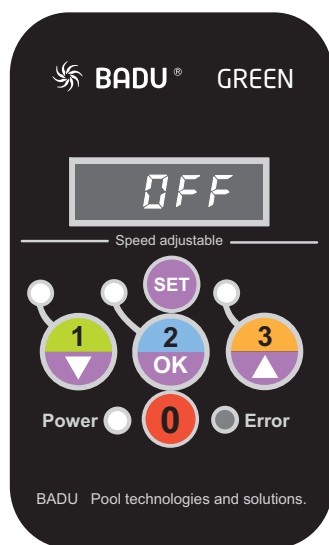 BADU® GREEN
OFF
Speed adjustable
SET
1 2 3
OK
Power 0 Error
BADU Pool technologies and solutions.